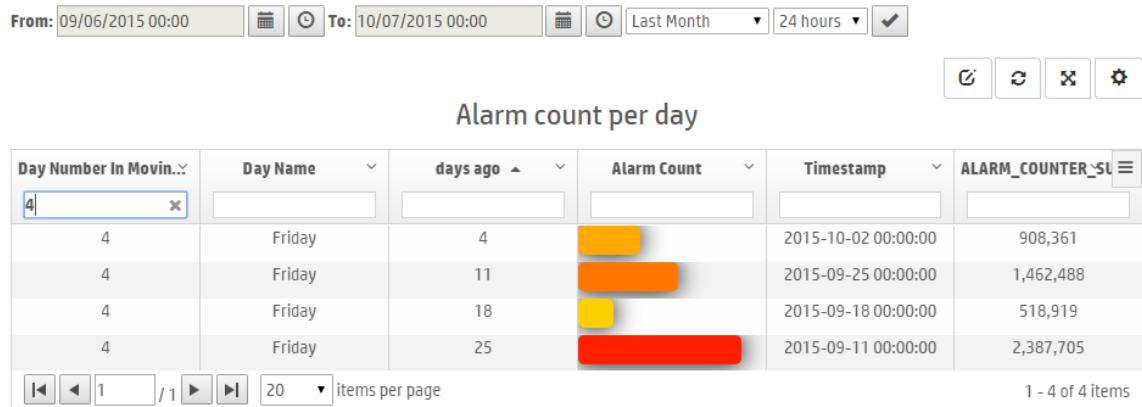 From: 09/06/2015 00:00 To: 10/07/2015 00:00 Last Month 24 hours
Alarm count per day
Day Number In Movin... Day Name days ago Alarm Count Timestamp ALARM_COUNTER_SU
4
4 Friday 4 2015-10-02 00:00:00 908,361
4 Friday 11 2015-09-25 00:00:00 1,462,488
4 Friday 18 2015-09-18 00:00:00 518,919
4 Friday 25 2015-09-11 00:00:00 2,387,705
1 / 1 20 items per page 1 - 4 of 4 items